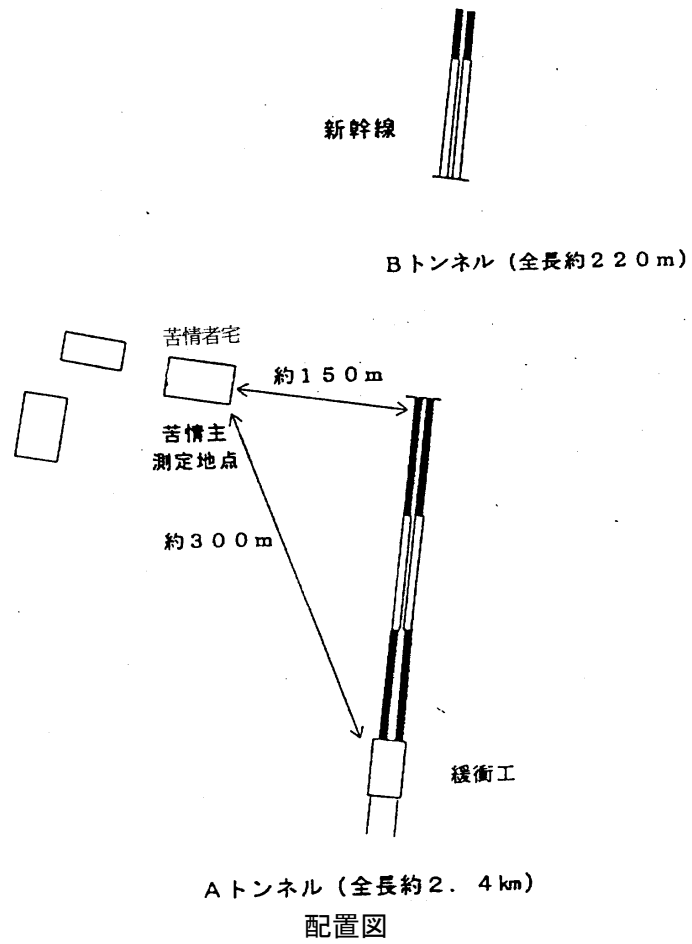 新幹線
Bトンネル（全長約220m）
苦情者宅
約150m
苦情主
測定地点
約300m
緩衝工
Aトンネル（全長約2.4km）
配置図